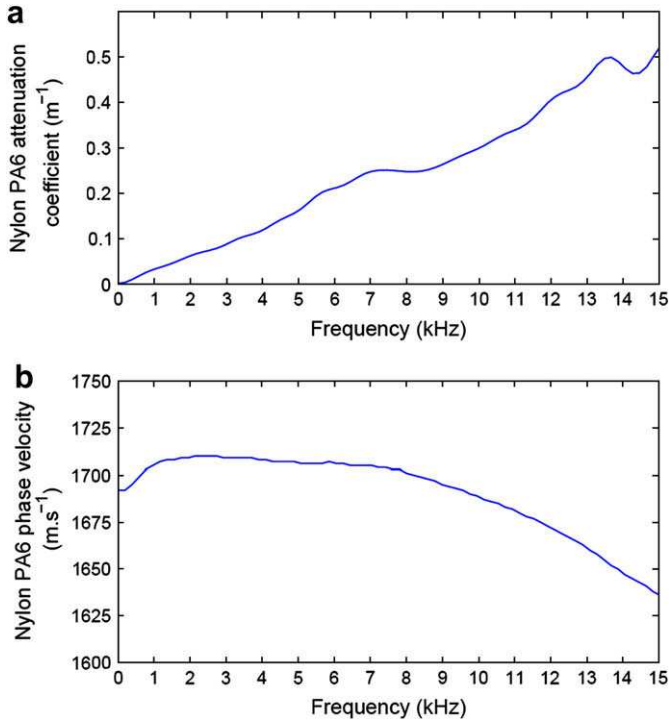 a
Nylon PA6 attenuation
coefficient (m⁻¹)
0.5
0.4
0.3
0.2
0.1
0
0 1 2 3 4 5 6 7 8 9 10 11 12 13 14 15
Frequency (kHz)
b
Nylon PA6 phase velocity
(m.s⁻¹)
1750
1725
1700
1675
1650
1625
1600
0 1 2 3 4 5 6 7 8 9 10 11 12 13 14 15
Frequency (kHz)